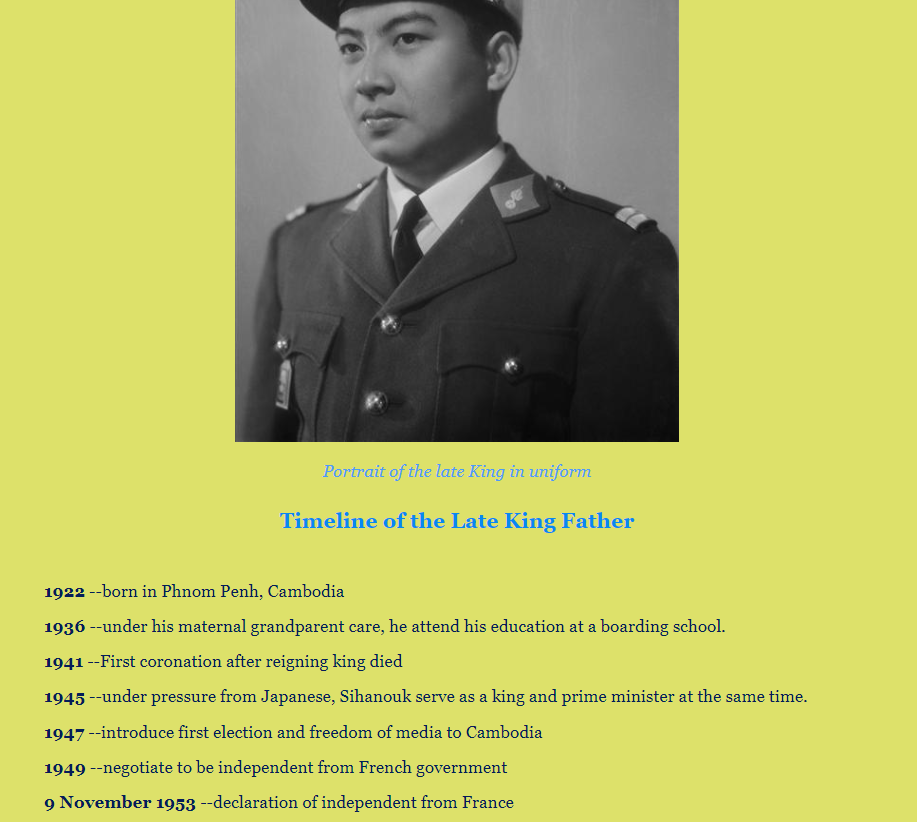 Portrait of the late King in uniform
Timeline of the Late King Father
1922 --born in Phnom Penh, Cambodia
1936 --under his maternal grandparent care, he attend his education at a boarding school.
1941 --First coronation after reigning king died
1945 --under pressure from Japanese, Sihanouk serve as a king and prime minister at the same time.
1947 --introduce first election and freedom of media to Cambodia
1949 --negotiate to be independent from French government
9 November 1953 --declaration of independent from France